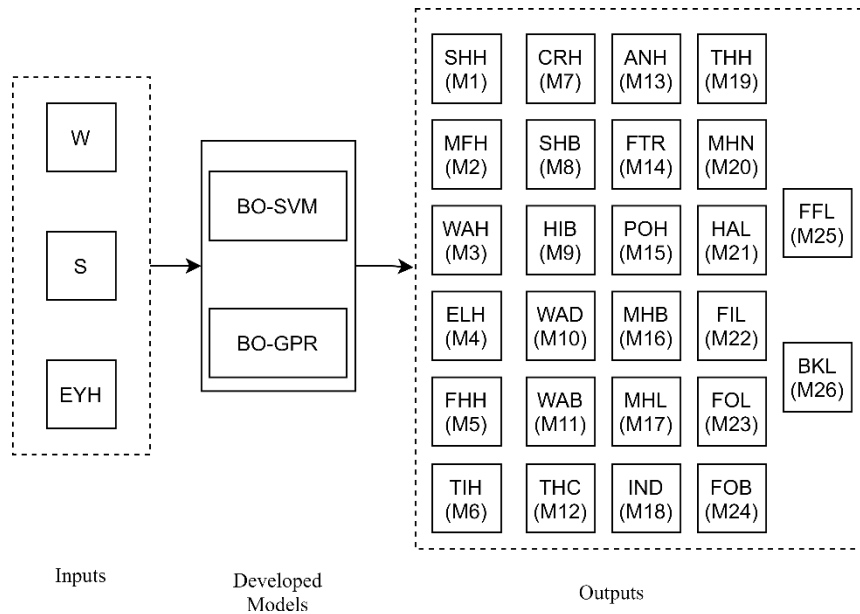 W
S
EYH
BO-SVM
BO-GPR
SHH
(M1)
CRH
(M7)
ANH
(M13)
THH
(M19)
MFH
(M2)
SHB
(M8)
FTR
(M14)
MHN
(M20)
WAH
(M3)
HIB
(M9)
POH
(M15)
HAL
(M21)
FFL
(M25)
ELH
(M4)
WAD
(M10)
MHB
(M16)
FIL
(M22)
BKL
(M26)
FHH
(M5)
WAB
(M11)
MHL
(M17)
FOL
(M23)
TIH
(M6)
THC
(M12)
IND
(M18)
FOB
(M24)
Inputs
Developed
Models
Outputs